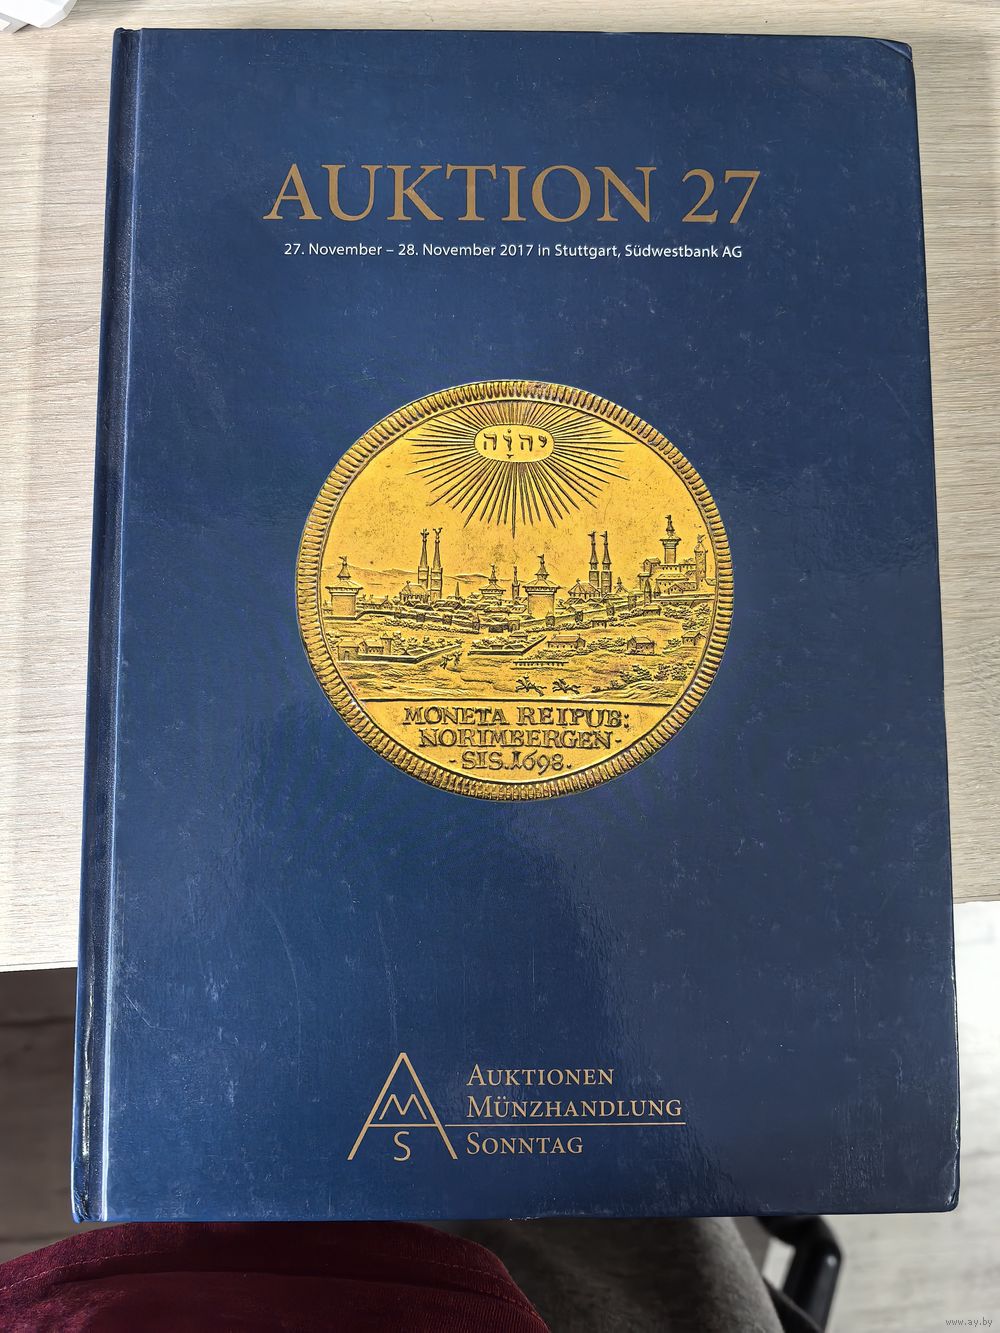 AUKTION 27
27. November – 28. November 2017 in Stuttgart, Südwestbank AG
יהוָה
MONETA REIPUB:
NORIMBERGEN-
-SIS.1698.
AMS
AUKTIONEN
MÜNZHANDLUNG
SONNTAG
www.ay.by